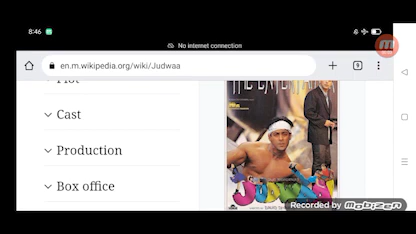 8:46
No internet connection
en.m.wikipedia.org/wiki/Judwaa
9
Plot
Cast
Production
Box office
JUDWAA
Recorded by mobizen